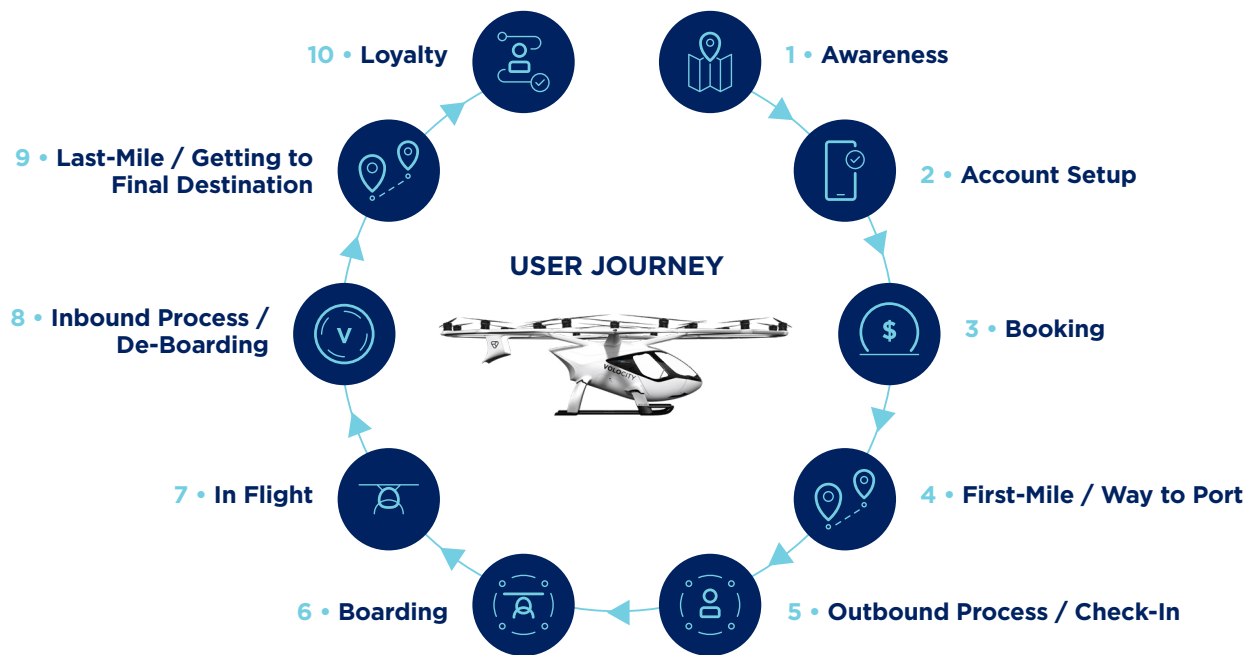 USER JOURNEY
1 • Awareness
2 • Account Setup
3 • Booking
$
4 • First-Mile / Way to Port
5 • Outbound Process / Check-In
6 • Boarding
7 • In Flight
8 • Inbound Process /
De-Boarding
V
9 • Last-Mile / Getting to
Final Destination
10 • Loyalty
VOLOCITY